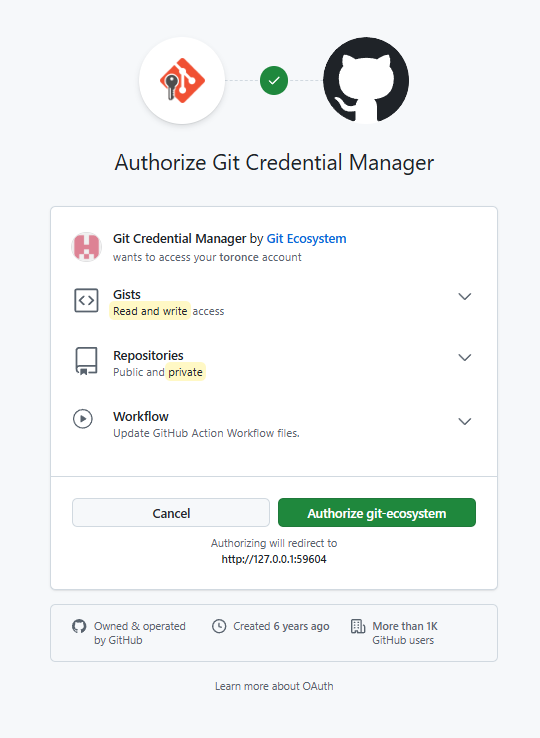 Authorize Git Credential Manager
Git Credential Manager by Git Ecosystem
wants to access your toronce account
Gists
Read and write access
Repositories
Public and private
Workflow
Update GitHub Action Workflow files.
Cancel
Authorize git-ecosystem
Authorizing will redirect to
http://127.0.0.1:59604
Owned & operated
by GitHub
Created 6 years ago
More than 1K
GitHub users
Learn more about OAuth